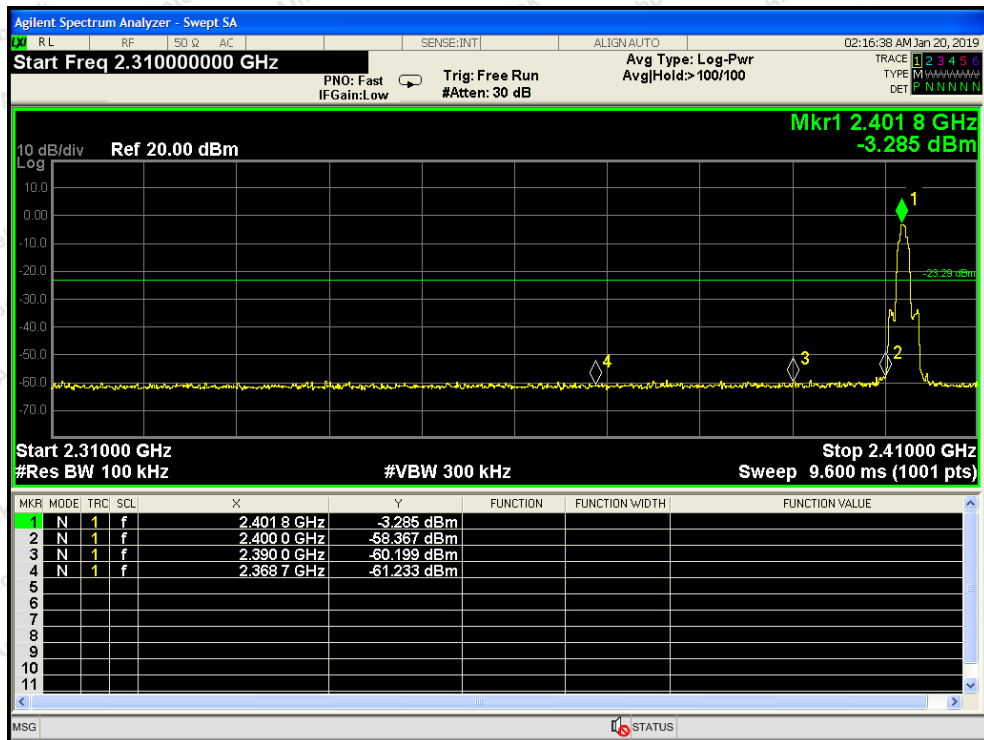 Agilent Spectrum Analyzer - Swept SA
LXI RL RF 50 Ω AC SENSE:INT ALIGNAUTO 02:16:38 AM Jan 20, 2019
Start Freq 2.310000000 GHz
PNO: Fast
IFGain:Low
Trig: Free Run
#Atten: 30 dB
Avg Type: Log-Pwr
Avg|Hold:>100/100
TRACE 1 2 3 4 5 6
TYPE MWWWWW
DET P N N N N N
Mkr1 2.401 8 GHz
-3.285 dBm
10 dB/div Ref 20.00 dBm
Log
10.0
0.00
-10.0
-20.0
-30.0
-40.0
-50.0
-60.0
-70.0
1
-23.29 dBm
4
3
2
Start 2.31000 GHz Stop 2.41000 GHz
#Res BW 100 kHz #VBW 300 kHz Sweep 9.600 ms (1001 pts)
MKR MODE TRC SCL X Y FUNCTION FUNCTION WIDTH FUNCTION VALUE
1 N 1 f 2.401 8 GHz -3.285 dBm
2 N 1 f 2.400 0 GHz -58.367 dBm
3 N 1 f 2.390 0 GHz -60.199 dBm
4 N 1 f 2.368 7 GHz -61.233 dBm
5
6
7
8
9
10
11
MSG STATUS